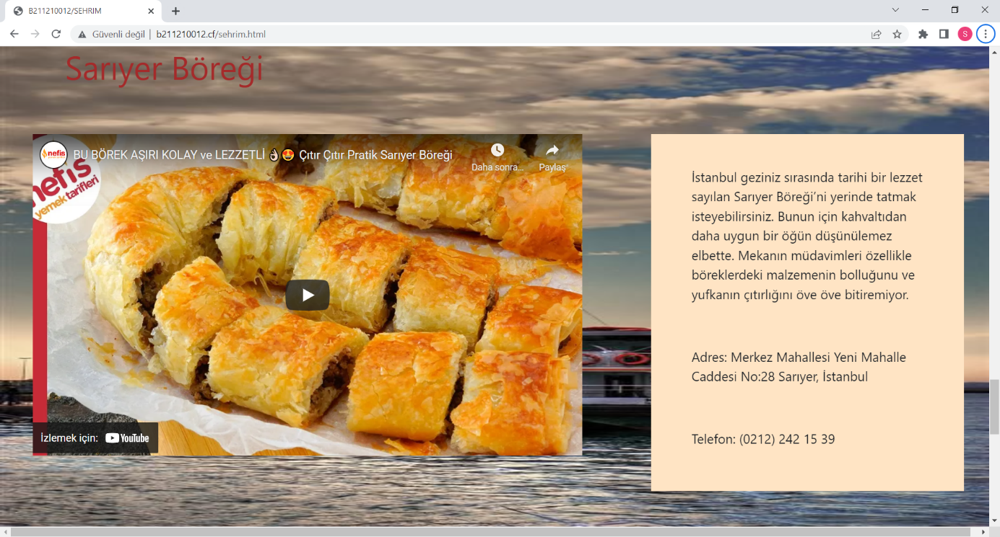 B211210012/SEHRIM
Güvenli değil
b211210012.cf/sehrim.html
S
Sarıyer Böreği
nefis
BU BÖREK AŞIRI KOLAY ve LEZZETLİ👌🏻😍 Çıtır Çıtır Pratik Sarıyer Böreği
Daha sonra...
Paylaş
nefis
yemek tarifleri
İzlemek için: YouTube
İstanbul geziniz sırasında tarihi bir lezzet
sayılan Sarıyer Böreği’ni yerinde tatmak
isteyebilirsiniz. Bunun için kahvaltıdan
daha uygun bir öğün düşünülemez
elbette. Mekanın müdavimleri özellikle
böreklerdeki malzemenin bolluğunu ve
yufkanın çıtırlığını öve öve bitiremiyor.
Adres: Merkez Mahallesi Yeni Mahalle
Caddesi No:28 Sarıyer, İstanbul
Telefon: (0212) 242 15 39